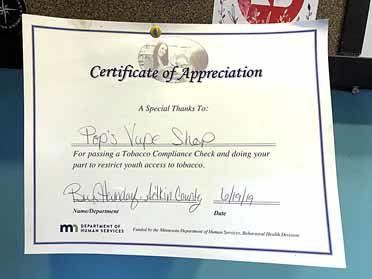 Certificate of Appreciation
A Special Thanks To:
Pop's Vape Shop
For passing a Tobacco Compliance Check and doing your
part to restrict youth access to tobacco.
Aitkin County 6/19/19
Name/Department Date
mn DEPARTMENT OF
HUMAN SERVICES
Funded by the Minnesota Department of Human Services, Behavioral Health Division